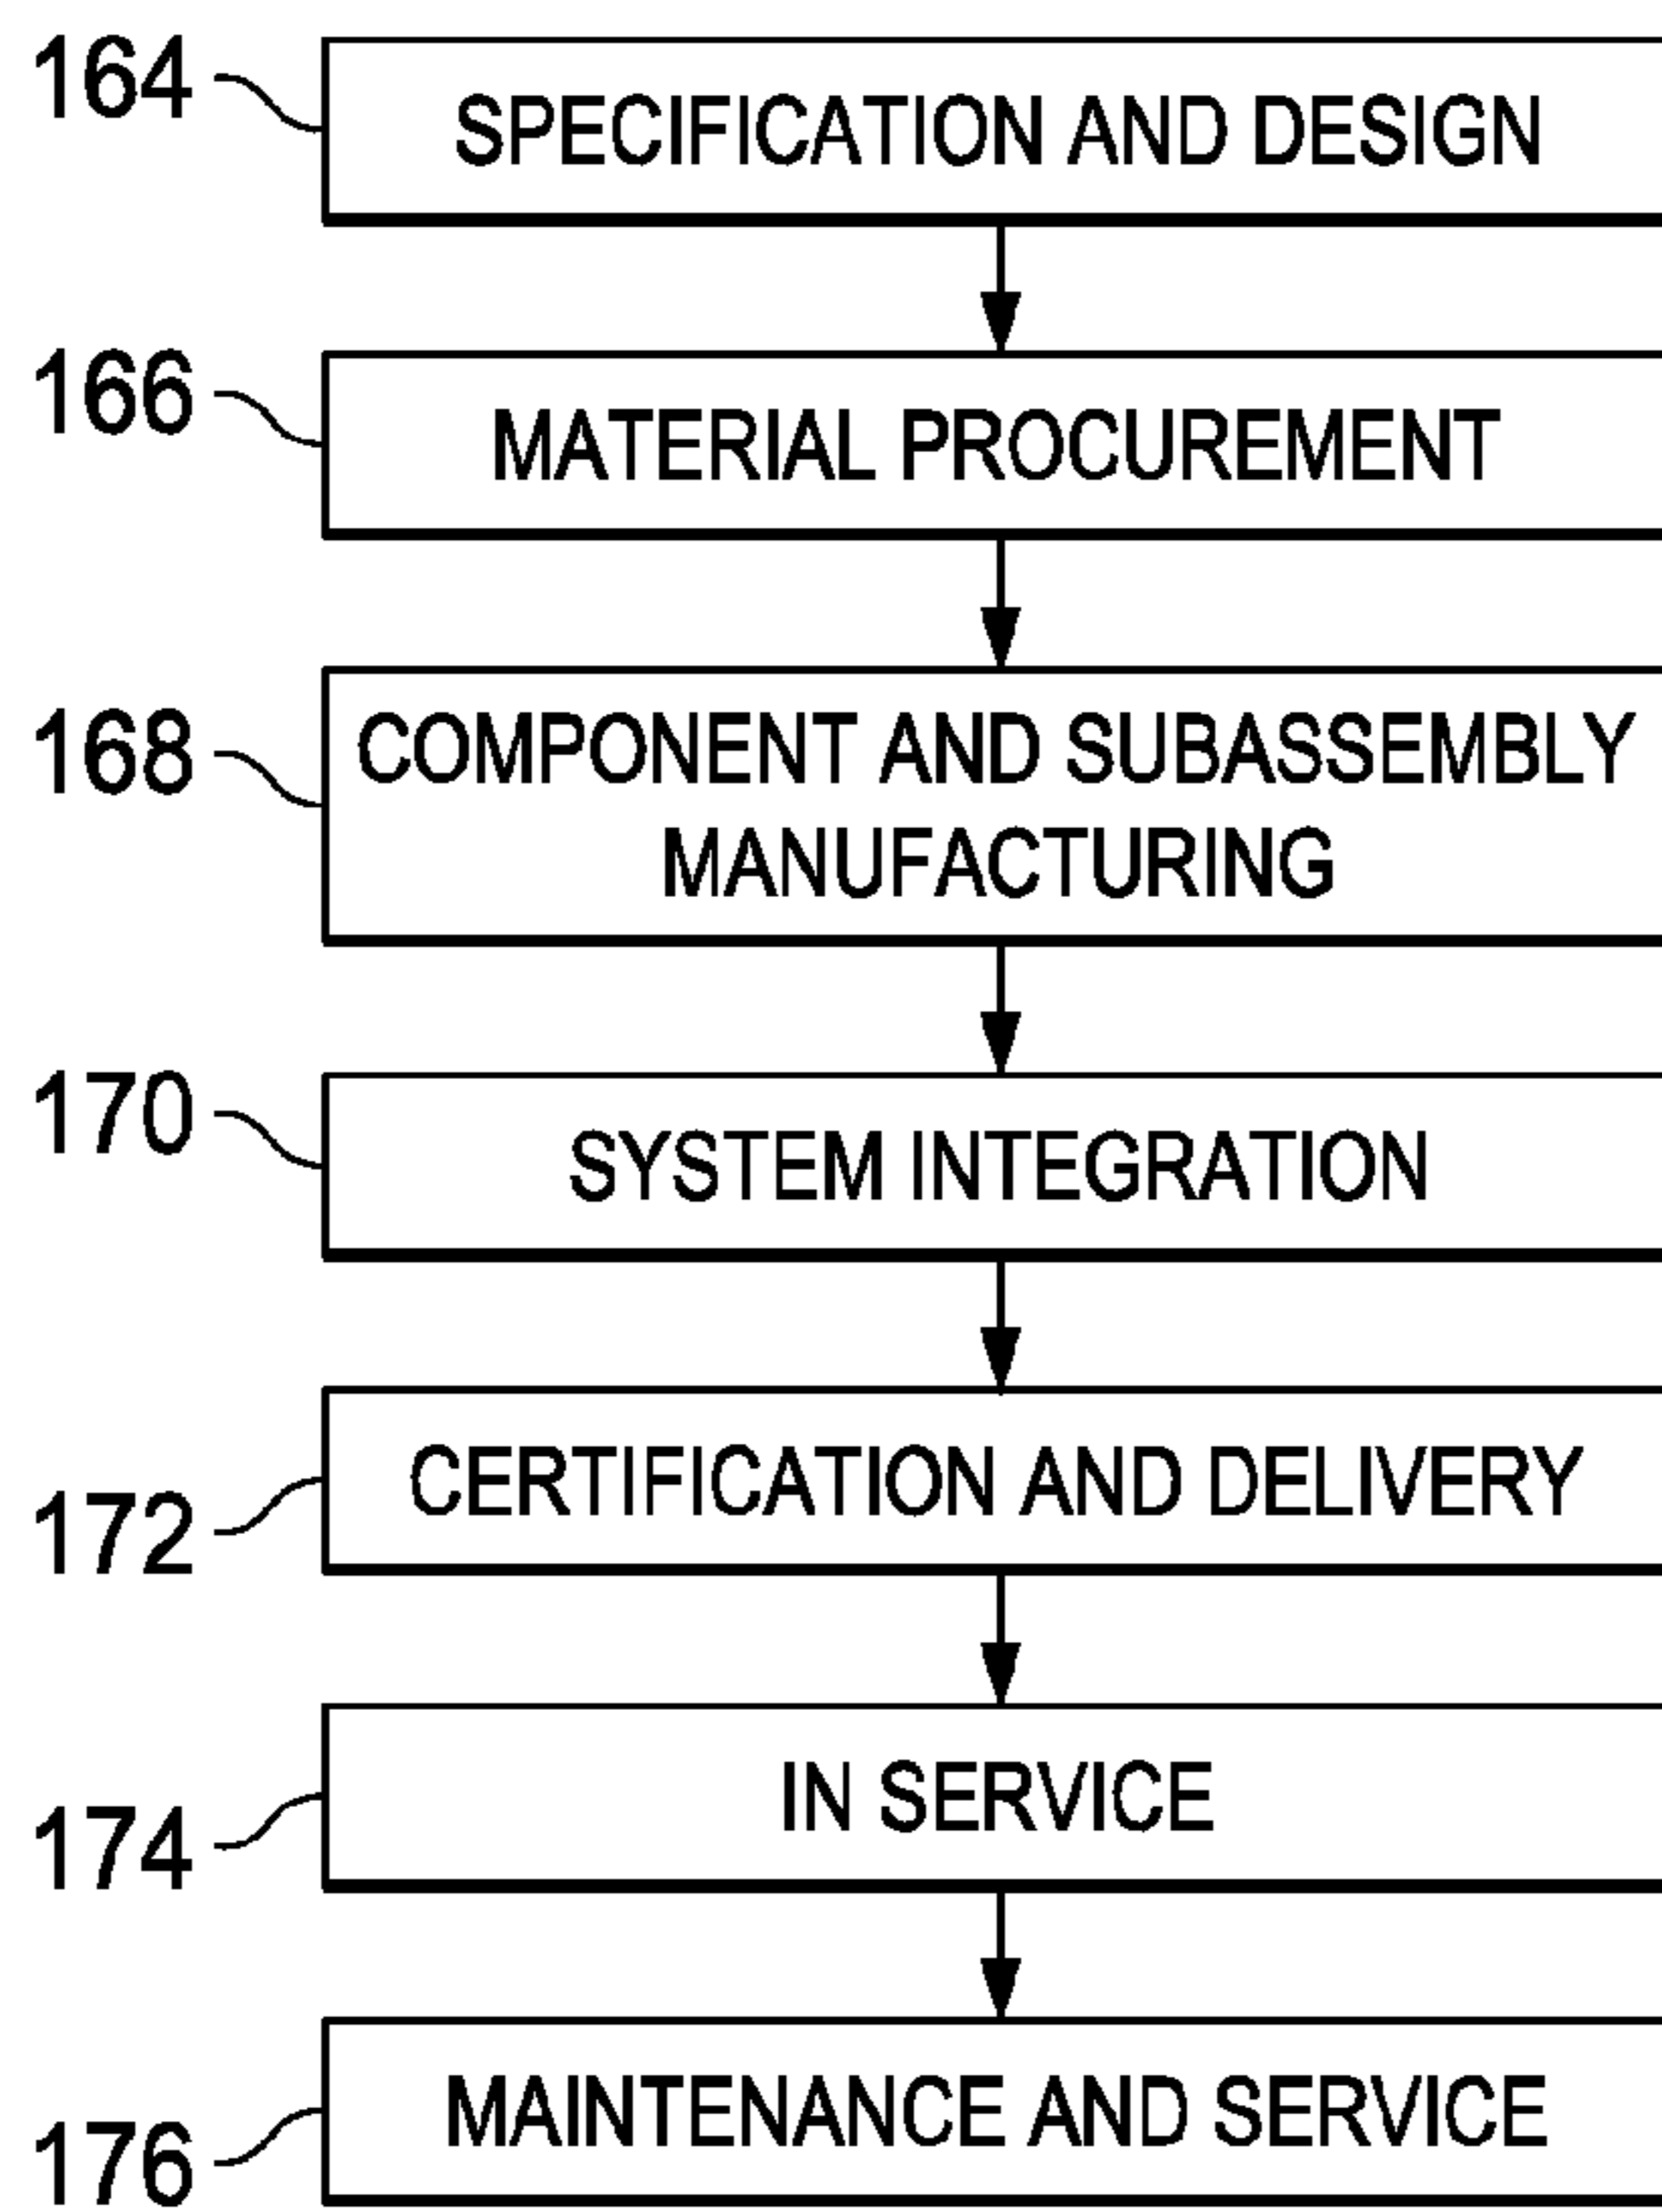 164 SPECIFICATION AND DESIGN
166 MATERIAL PROCUREMENT
168 COMPONENT AND SUBASSEMBLY
MANUFACTURING
170 SYSTEM INTEGRATION
172 CERTIFICATION AND DELIVERY
174 IN SERVICE
176 MAINTENANCE AND SERVICE